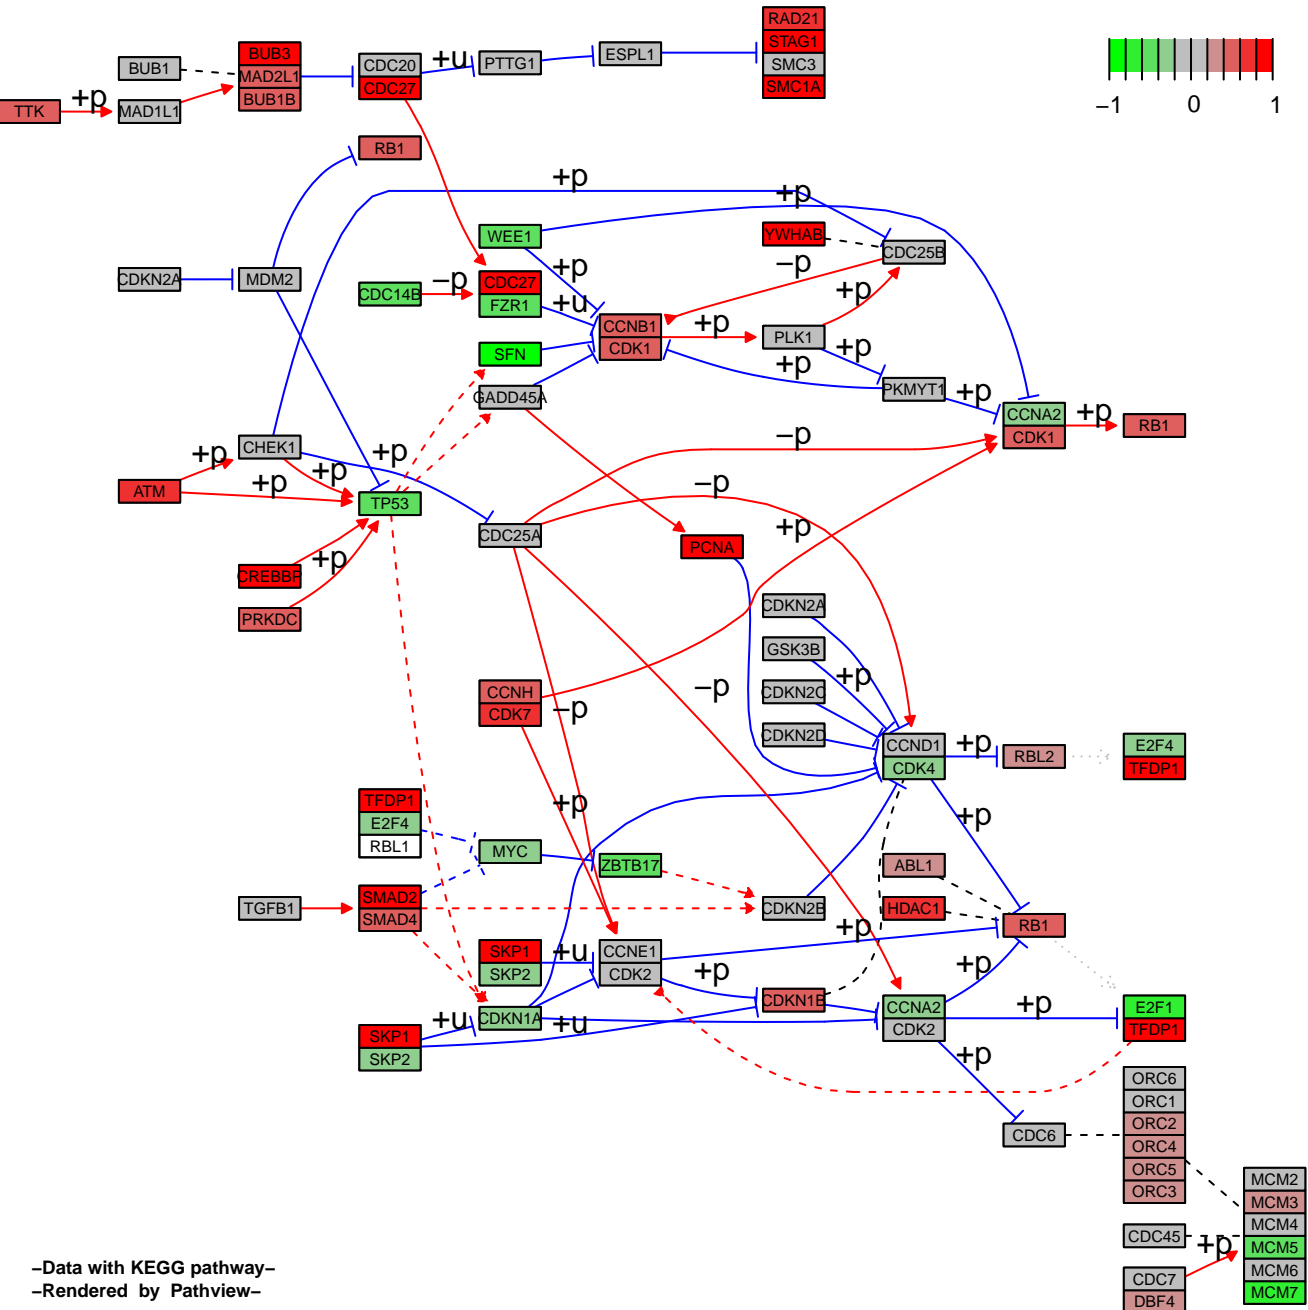 RAD21
BUB3
STAG1
BUB1
MAD2L1
CDC20
+u
PTTG1
ESPL1
SMC3
CDC27
SMC1A
BUB1B
TTK
+p
MAD1L1
−1
0
1
RB1
+p
+p
WEE1
YWHAB
CDC25B
CDKN2A
MDM2
CDC14B
−p
CDC27
FZR1
+p
+u
−p
+p
CCNB1
CDK1
+p
PLK1
SFN
+p
+p
GADD45A
PKMYT1
+p
CCNA2
CDK1
+p
RB1
CHEK1
−p
+p
+p
+p
ATM
+p
TP53
−p
CDC25A
+p
PCNA
CREBBP
+p
PRKDC
CDKN2A
GSK3B
+p
CCNH
CDK7
−p
−p
CDKN2C
CDKN2D
CCND1
CDK4
+p
RBL2
E2F4
TFDP1
TFDP1
E2F4
RBL1
+p
+p
MYC
ZBTB17
ABL1
TGFB1
SMAD2
SMAD4
CDKN2B
HDAC1
RB1
SKP1
SKP2
+u
CCNE1
CDK2
+p
+p
+p
CDKN1B
CCNA2
CDK2
+p
E2F1
TFDP1
CDKN1A
+u
+u
SKP1
SKP2
+p
ORC6
ORC1
ORC2
ORC4
ORC5
ORC3
CDC6
MCM2
MCM3
MCM4
MCM5
MCM6
MCM7
CDC45
+p
CDC7
DBF4
−Data with KEGG pathway−
−Rendered by Pathview−